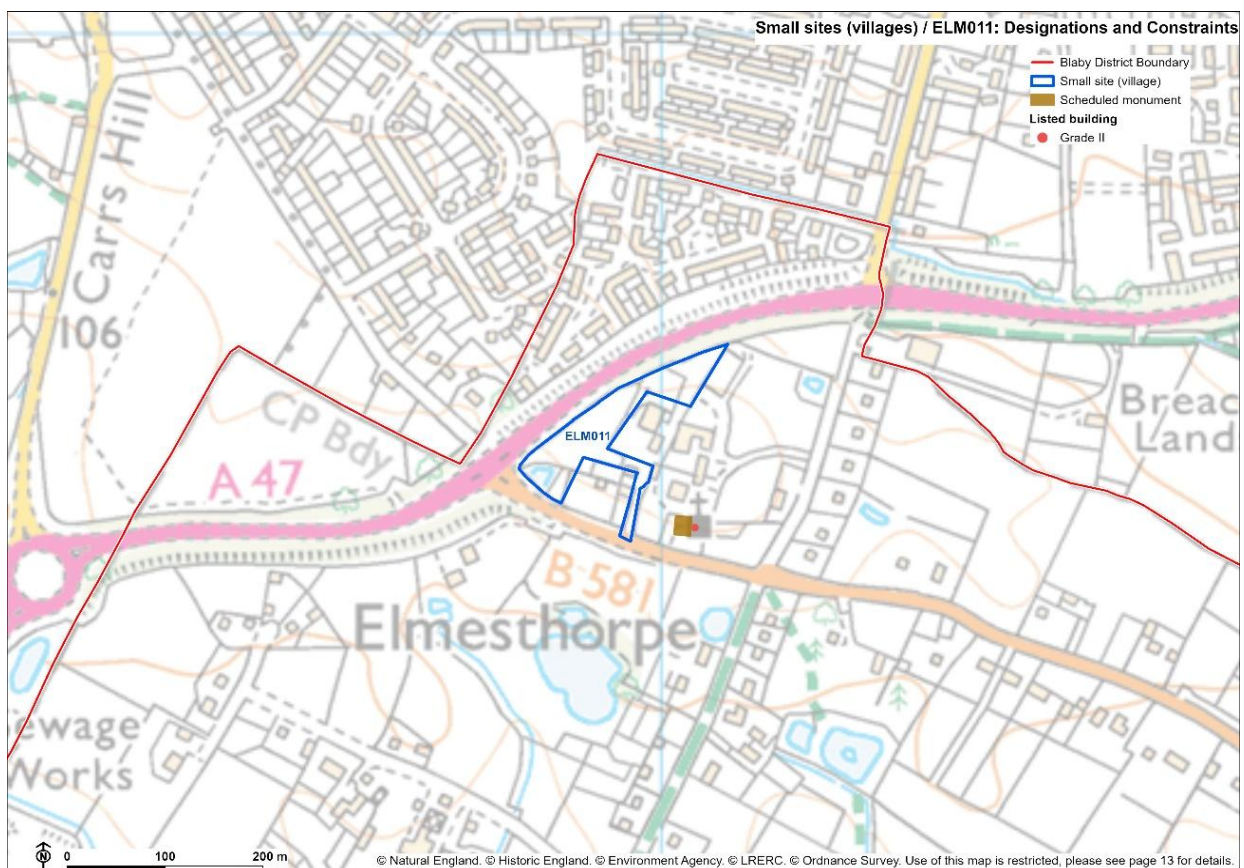 Small sites (villages) / ELM011: Designations and Constraints
Blaby District Boundary
Small site (village)
Scheduled monument
Listed building
Grade II
Carrs Hill
106
CP Bdy
A 47
ELM011
Breac
Land
B 581
Elmesthorpe
ewage
Works
N
0 100 200 m
© Natural England. © Historic England. © Environment Agency. © LRERC. © Ordnance Survey. Use of this map is restricted, please see page 13 for details.